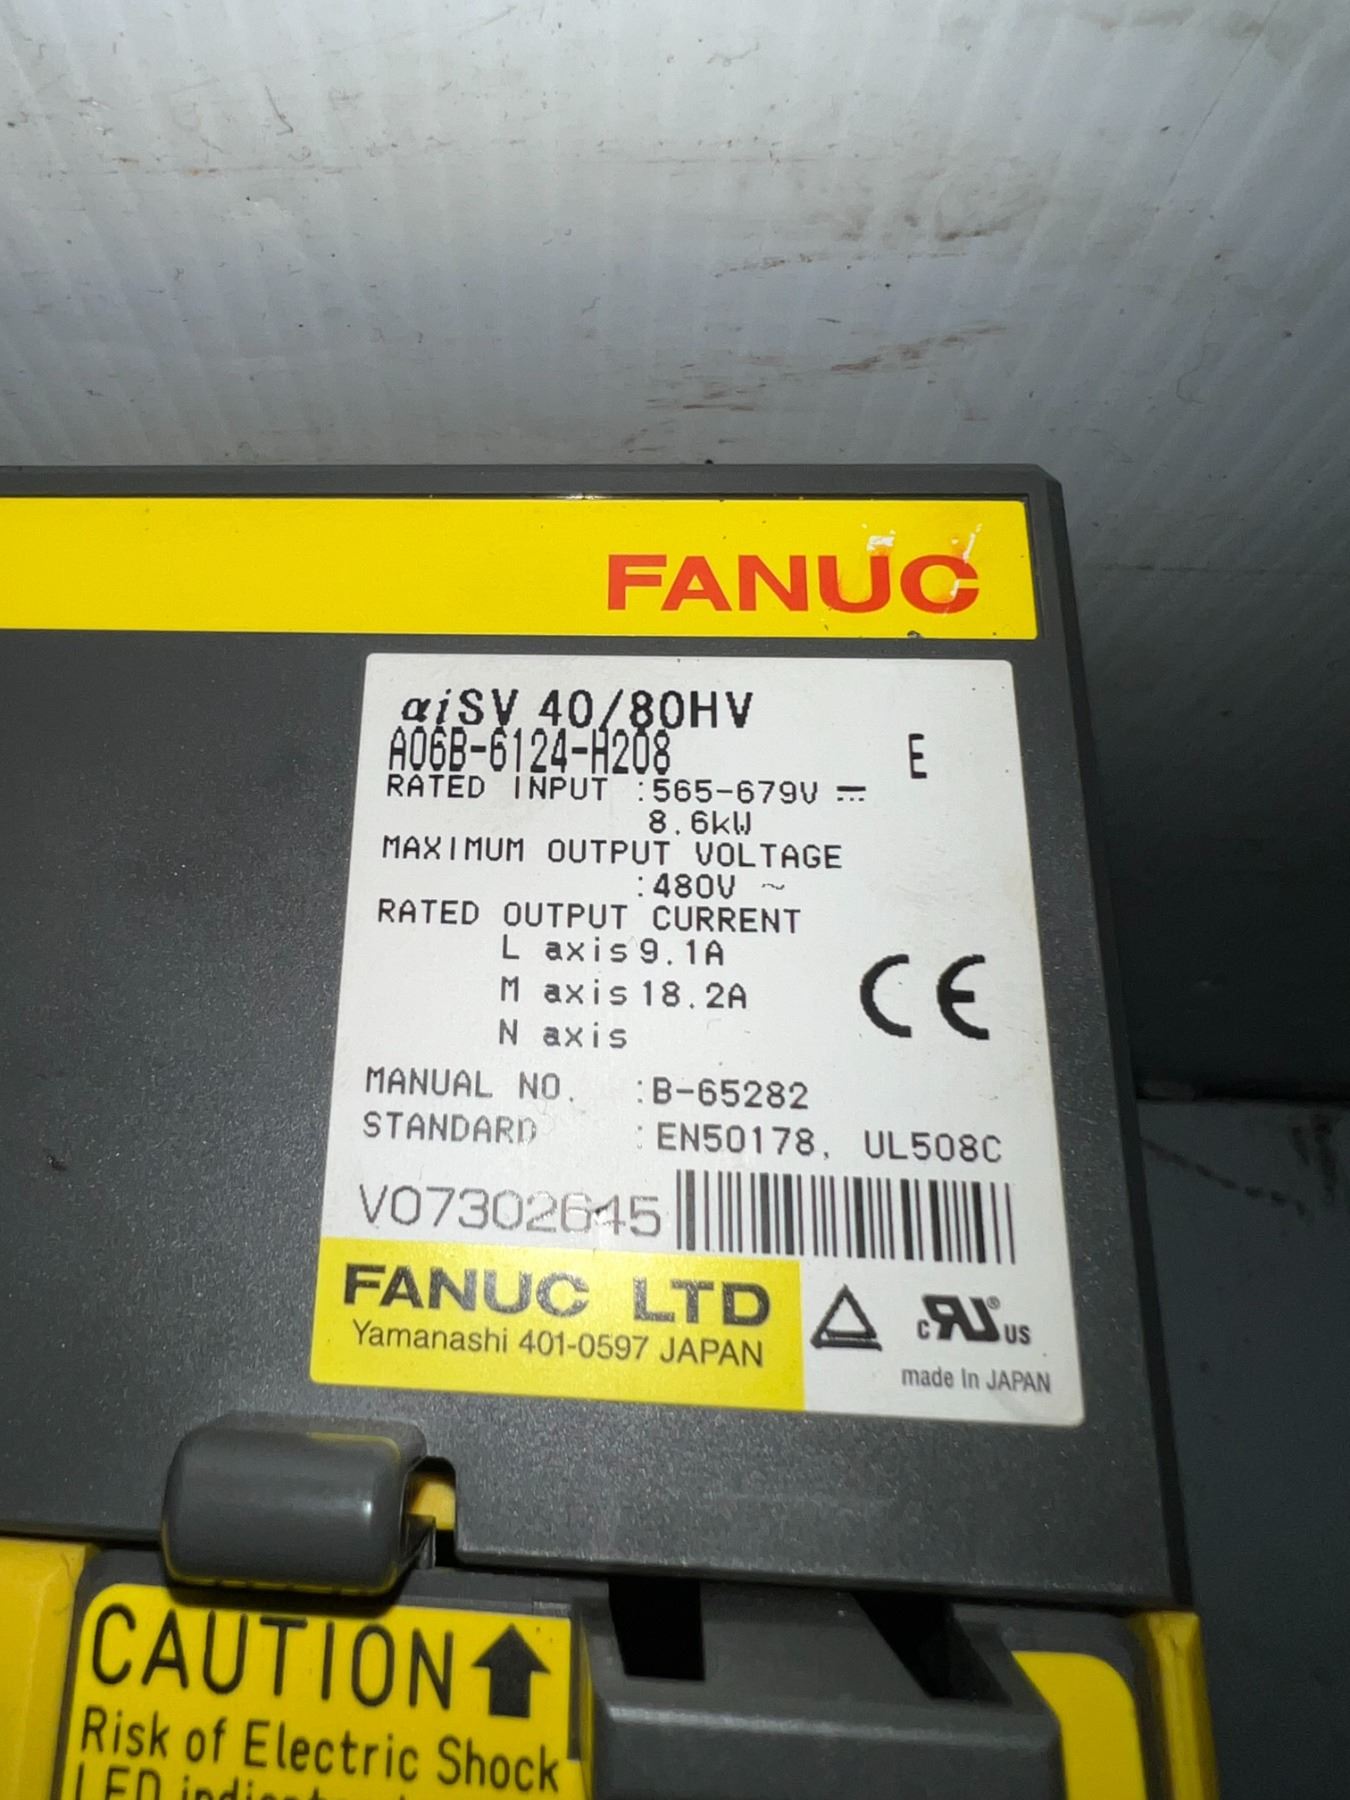 FANUC
αiSV 40/80HV
A06B-6124-H208 E
RATED INPUT :565-679V ⎓
8.6kW
MAXIMUM OUTPUT VOLTAGE
:480V ~
RATED OUTPUT CURRENT
L axis 9.1A
M axis 18.2A
N axis
CE
MANUAL NO. :B-65282
STANDARD :EN50178, UL508C
V07302645
FANUC LTD
Yamanashi 401-0597 JAPAN
c RU ® US
made in JAPAN
CAUTION
Risk of Electric Shock
LED